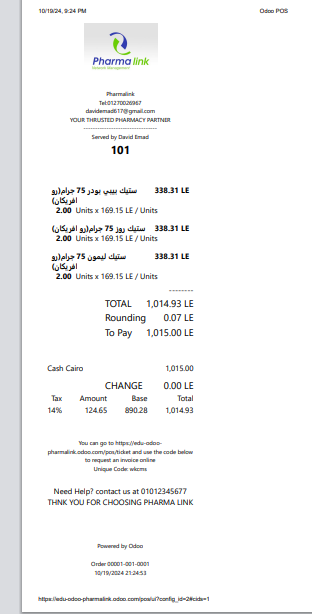 10/19/24, 9:24 PM Odoo POS
Pharma link
Pharmalink
Tel:01270026967
davidemad617@gmail.com
YOUR THRUSTED PHARMACY PARTNER
--------------------------------
Served by David Emad
101
ستيك بيبي بودر 75 جرام(رو 338.31 LE
افريكان)
2.00 Units x 169.15 LE / Units
ستيك روز 75 جرام(رو افريكان) 338.31 LE
2.00 Units x 169.15 LE / Units
ستيك ليمون 75 جرام(رو 338.31 LE
افريكان)
2.00 Units x 169.15 LE / Units
--------
TOTAL 1,014.93 LE
Rounding 0.07 LE
To Pay 1,015.00 LE
Cash Cairo 1,015.00
CHANGE 0.00 LE
Tax Amount Base Total
14% 124.65 890.28 1,014.93
You can go to https://edu-odoo-
pharmalink.odoo.com/pos/ticket and use the code below
to request an invoice online
Unique Code: wkcms
Need Help? contact us at 01012345677
THNK YOU FOR CHOOSING PHARMA LINK
Powered by Odoo
Order 00001-001-0001
10/19/2024 21:24:53
https://edu-odoo-pharmalink.odoo.com/pos/ui?config_id=2#cids=1